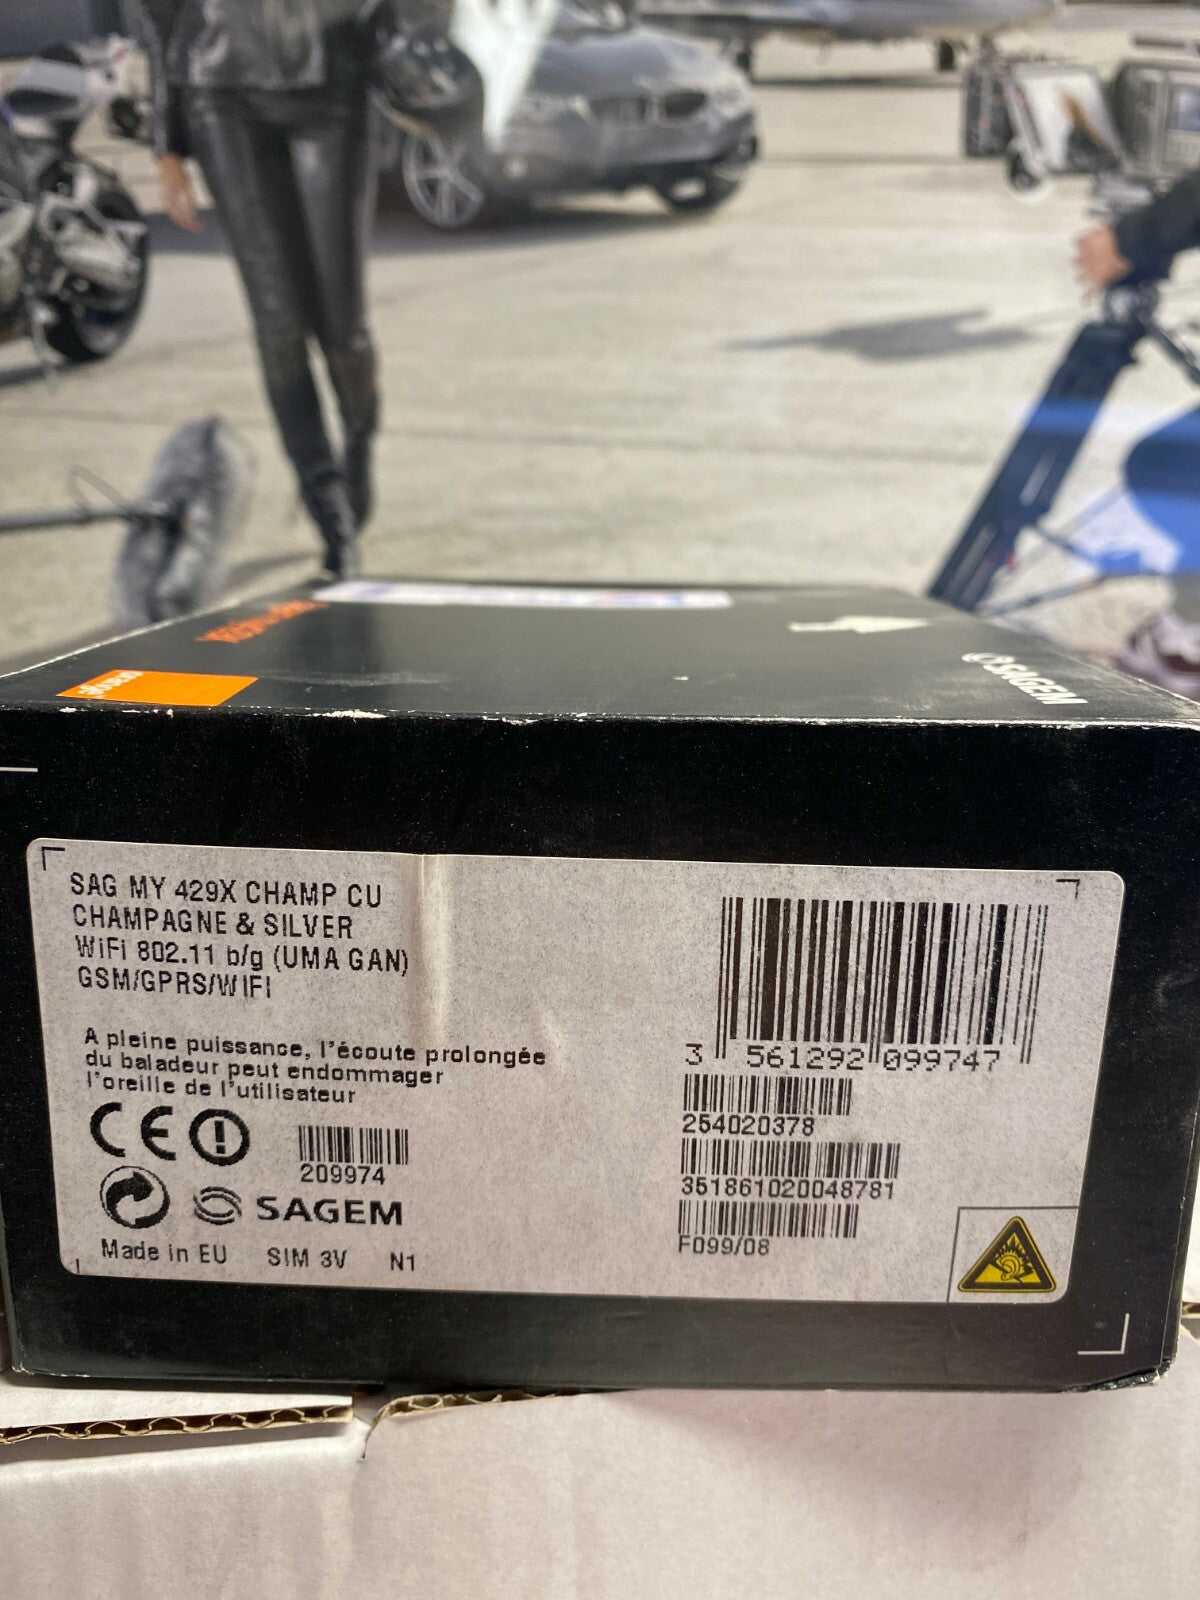 orange
SAGEM
SAG MY 429X CHAMP CU
CHAMPAGNE & SILVER
WiFi 802.11 b/g (UMA GAN)
GSM/GPRS/WIFI
A pleine puissance, l'écoute prolongée
du baladeur peut endommager
l'oreille de l'utilisateur
CE
209974
SAGEM
Made in EU SIM 3V N1
3 561292 099747
254020378
351861020048781
F099/08